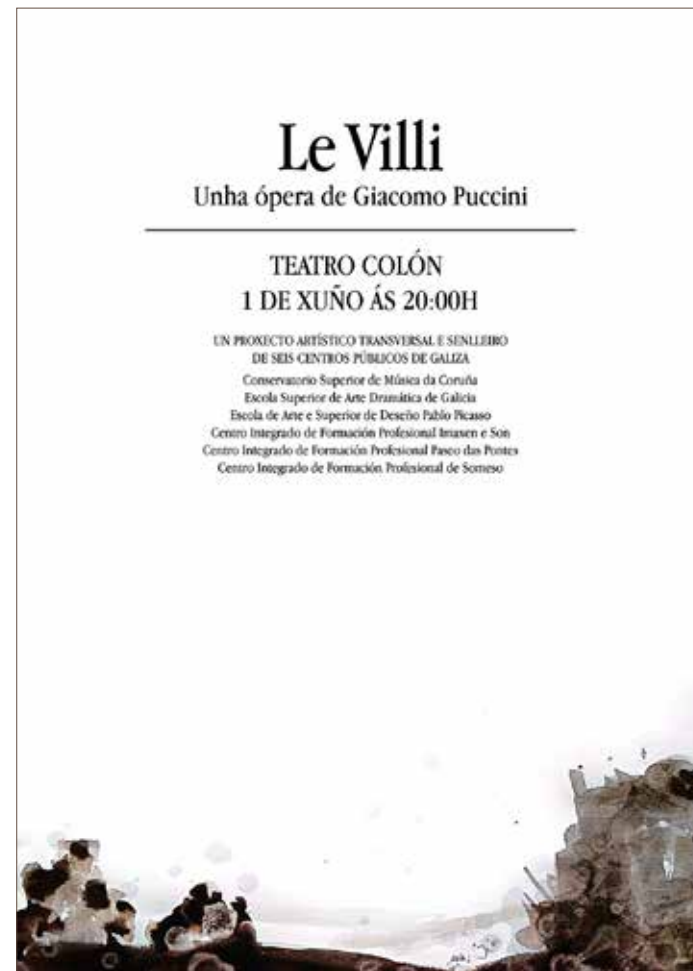 Le Villi
Unha ópera de Giacomo Puccini
TEATRO COLÓN
1 DE XUÑO ÁS 20:00H
UN PROXECTO ARTÍSTICO TRANSVERSAL E SENLLEIRO
DE SEIS CENTROS PÚBLICOS DE GALIZA
Conservatorio Superior de Música da Coruña
Escola Superior de Arte Dramática de Galicia
Escola de Arte e Superior de Deseño Pablo Picasso
Centro Integrado de Formación Profesional Imaxen e Son
Centro Integrado de Formación Profesional Paseo das Pontes
Centro Integrado de Formación Profesional de Someso